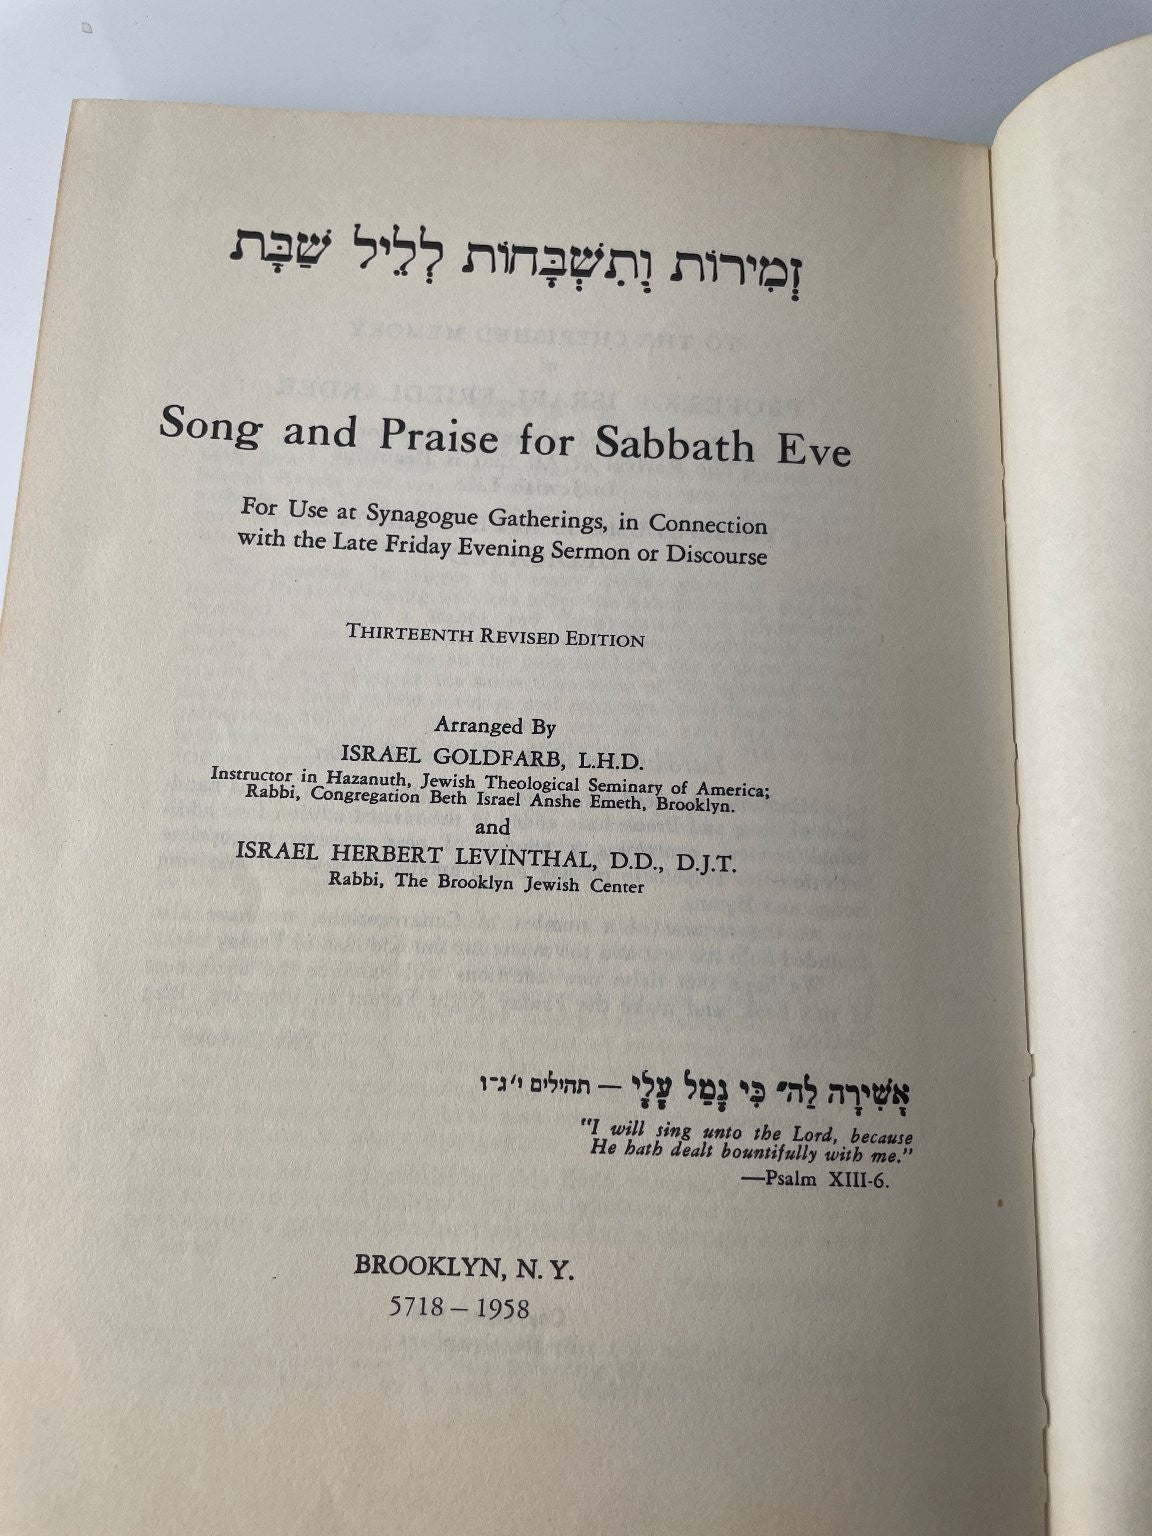 זְמִירוֹת וְתִשְׁבָּחוֹת לְלֵיל שַׁבָּת
Song and Praise for Sabbath Eve
For Use at Synagogue Gatherings, in Connection
with the Late Friday Evening Sermon or Discourse
THIRTEENTH REVISED EDITION
Arranged By
ISRAEL GOLDFARB, L.H.D.
Instructor in Hazanuth, Jewish Theological Seminary of America;
Rabbi, Congregation Beth Israel Anshe Emeth, Brooklyn.
and
ISRAEL HERBERT LEVINTHAL, D.D., D.J.T.
Rabbi, The Brooklyn Jewish Center
אָשִׁירָה לַה׳ כִּי גָמַל עָלָי — תהילים י׳ ג־ו
"I will sing unto the Lord, because
He hath dealt bountifully with me."
—Psalm XIII-6.
BROOKLYN, N. Y.
5718 – 1958